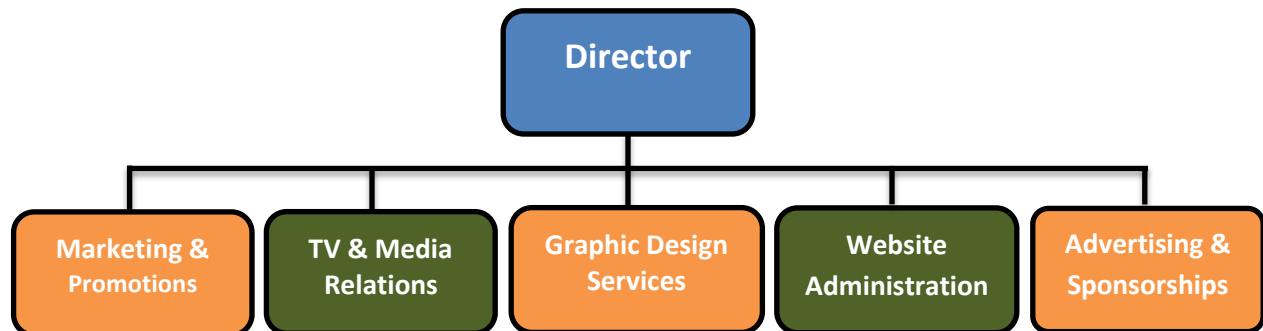 Director
Marketing &
Promotions
TV & Media
Relations
Graphic Design
Services
Website
Administration
Advertising &
Sponsorships